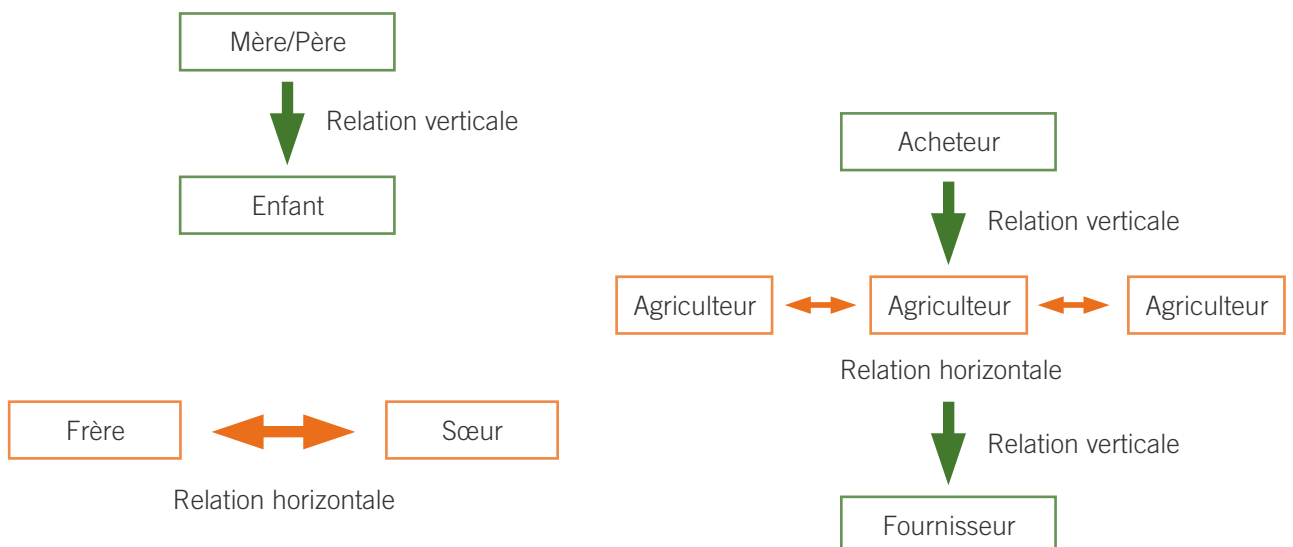 Mère/Père
Relation verticale
Enfant
Frère
Sœur
Relation horizontale
Acheteur
Relation verticale
Agriculteur
Agriculteur
Agriculteur
Relation horizontale
Relation verticale
Fournisseur